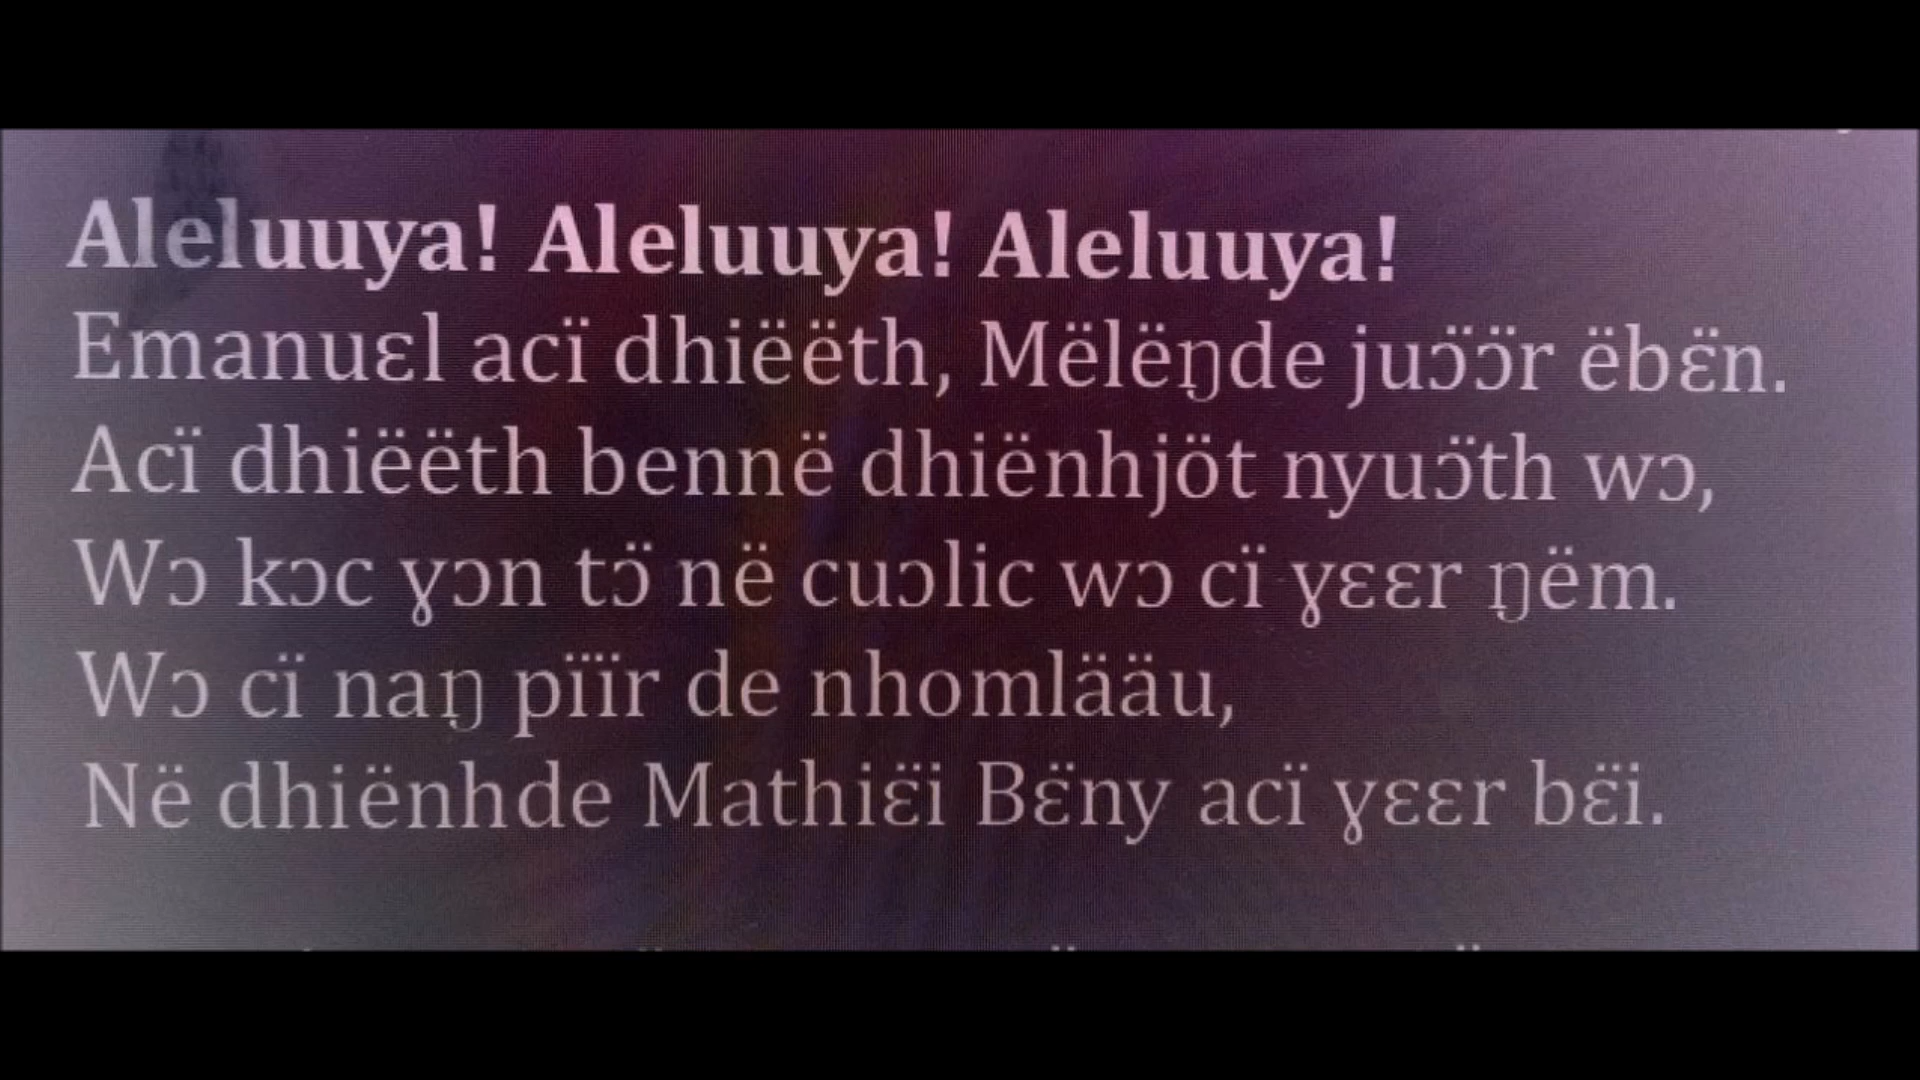 Aleluuya! Aleluuya! Aleluuya!
Emanuɛl acï dhiëëth, Mëlëŋde juɔ̈ɔ̈r ëbɛ̈n.
Acï dhiëëth bennë dhiënhjöt nyuɔ̈th wɔ,
Wɔ kɔc ɣɔn tɔ̈ në cuɔlic wɔ cï ɣɛɛr ŋëm.
Wɔ cï naŋ pïïr de nhomlääu,
Në dhiënhde Mathiɛ̈i Bɛ̈ny acï ɣɛɛr bɛ̈i.